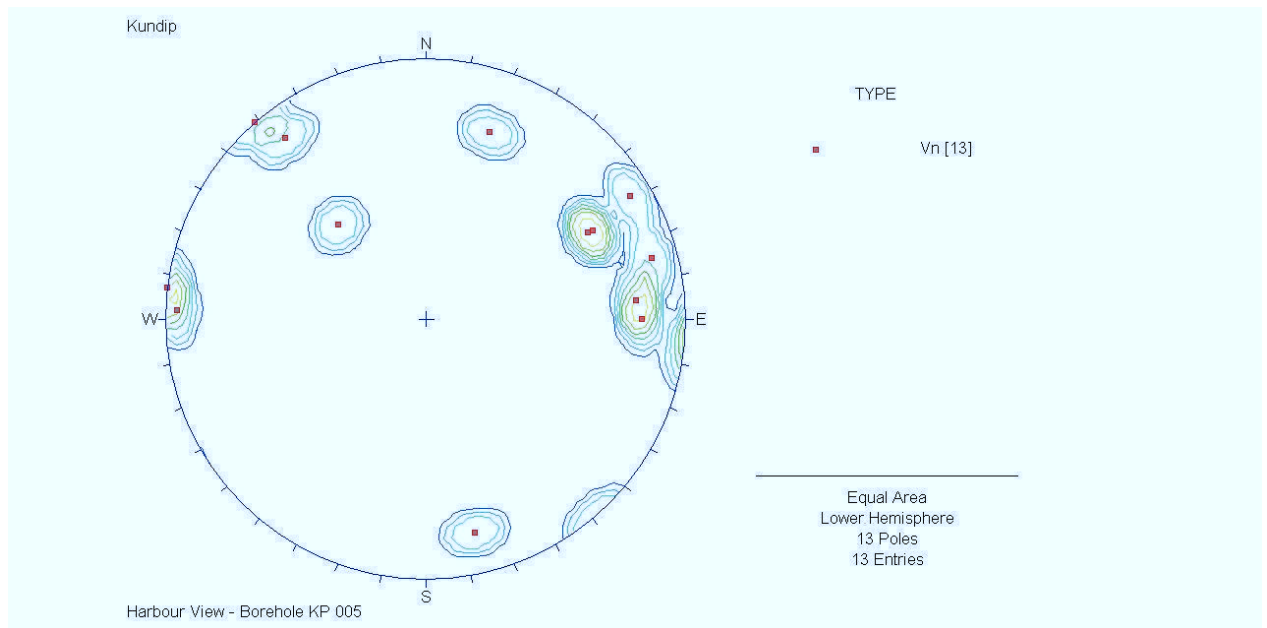 Kundip
N
TYPE
Vn [13]
W
E
Equal Area
Lower Hemisphere
13 Poles
13 Entries
S
Harbour View - Borehole KP 005